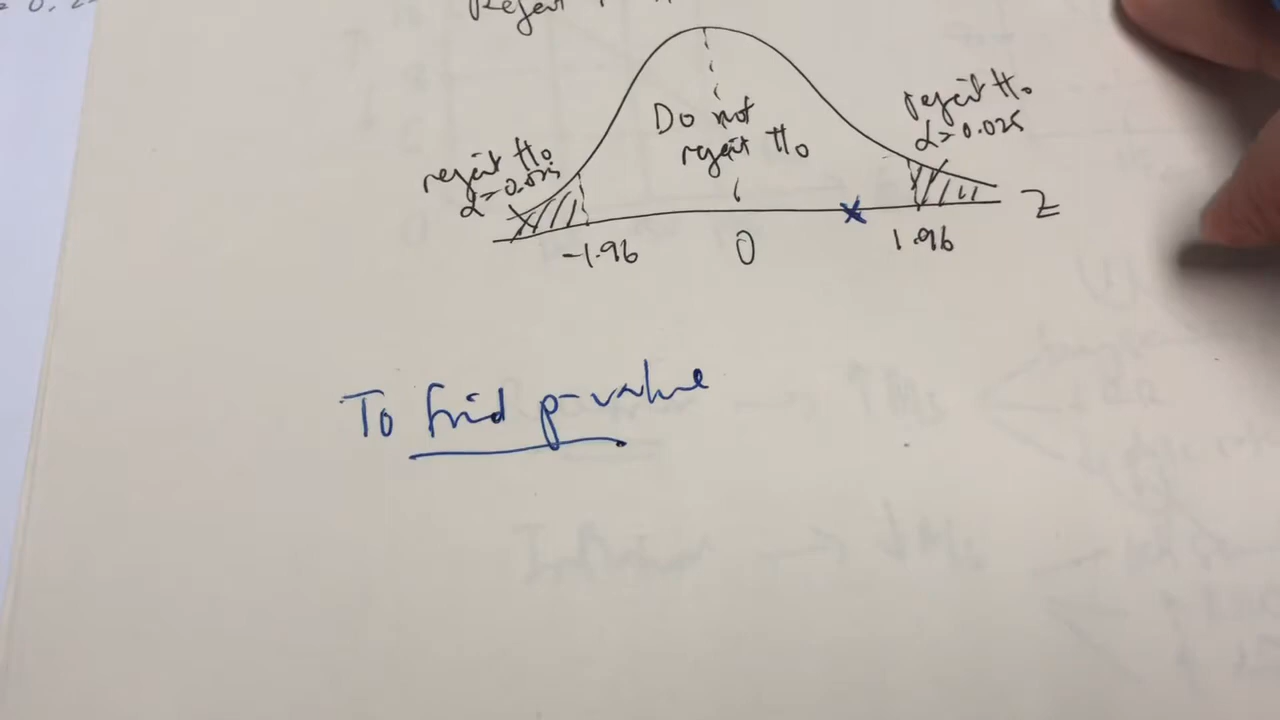 Reject
Do not
reject H₀
reject H₀
α = 0.025
reject H₀
α = 0.025
-1.96
0
1.96
Z
To find p-value